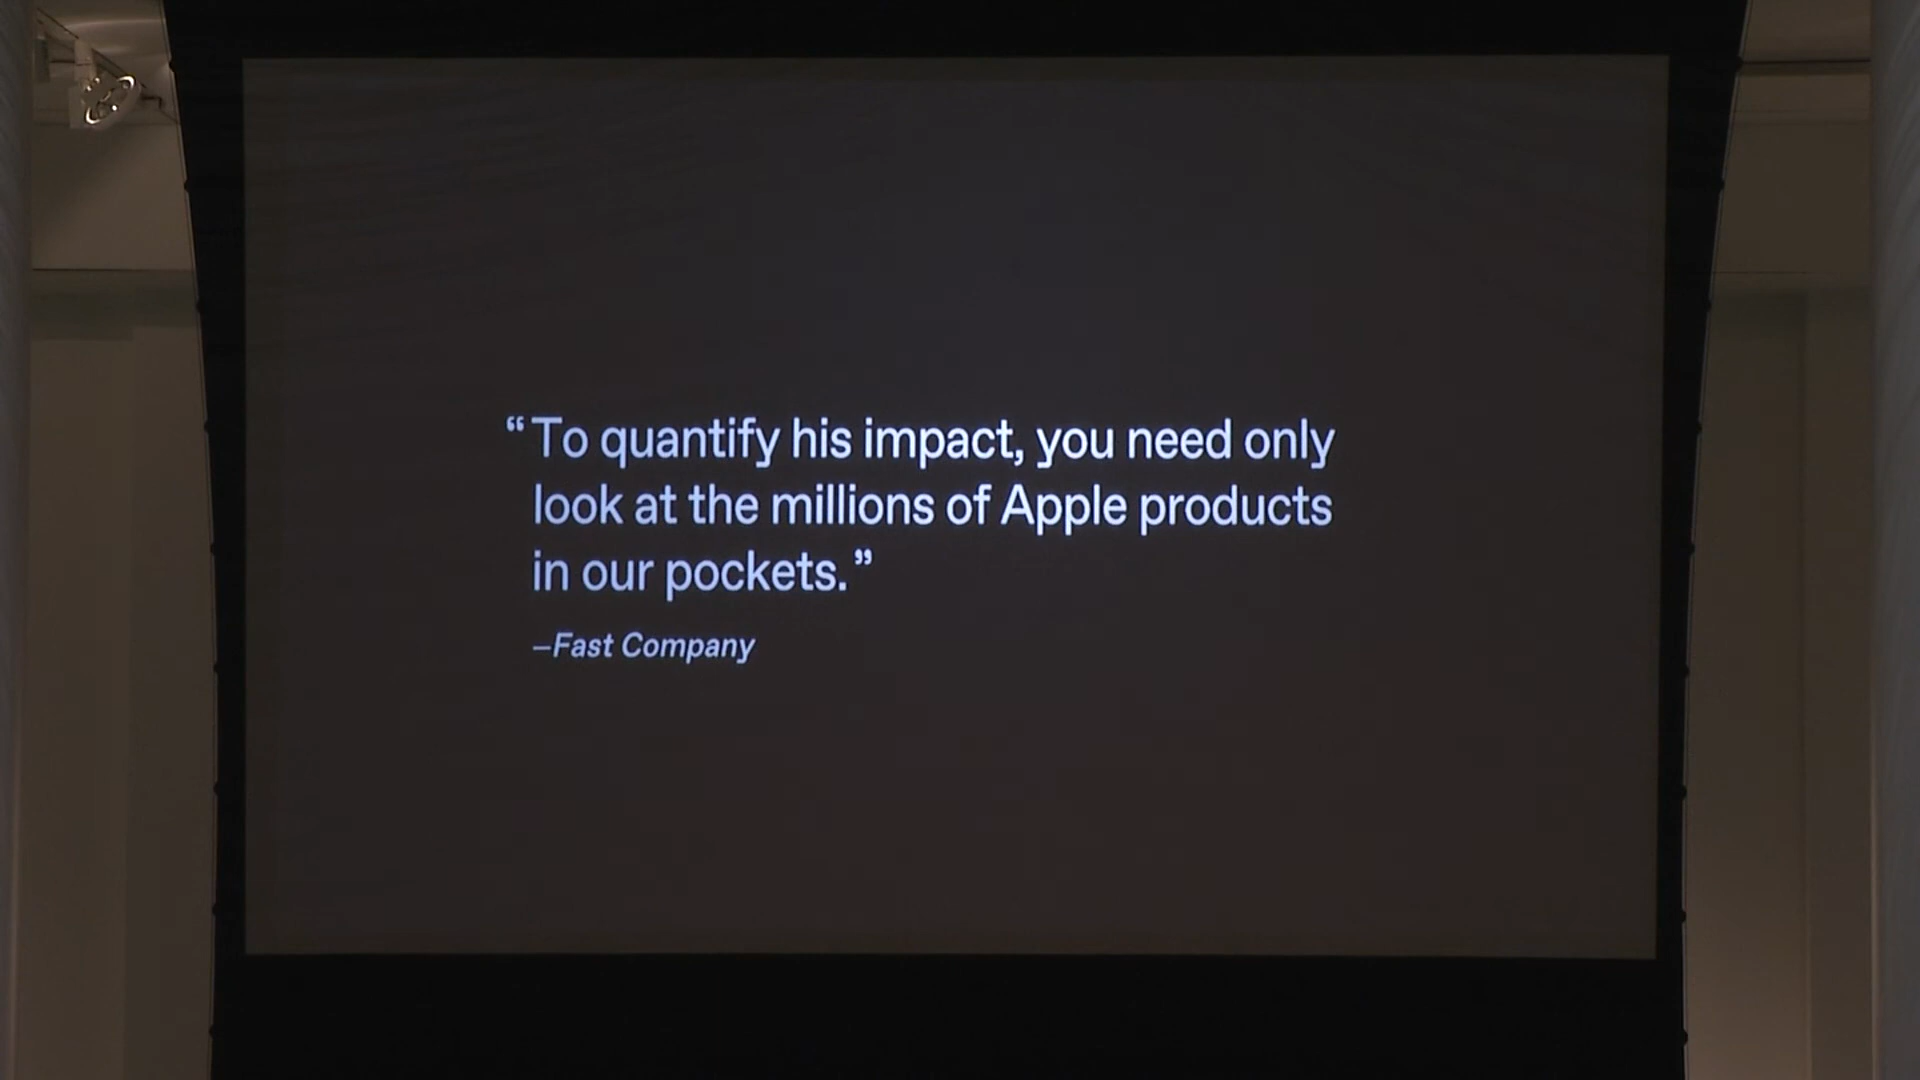 “To quantify his impact, you need only
look at the millions of Apple products
in our pockets.”
–Fast Company